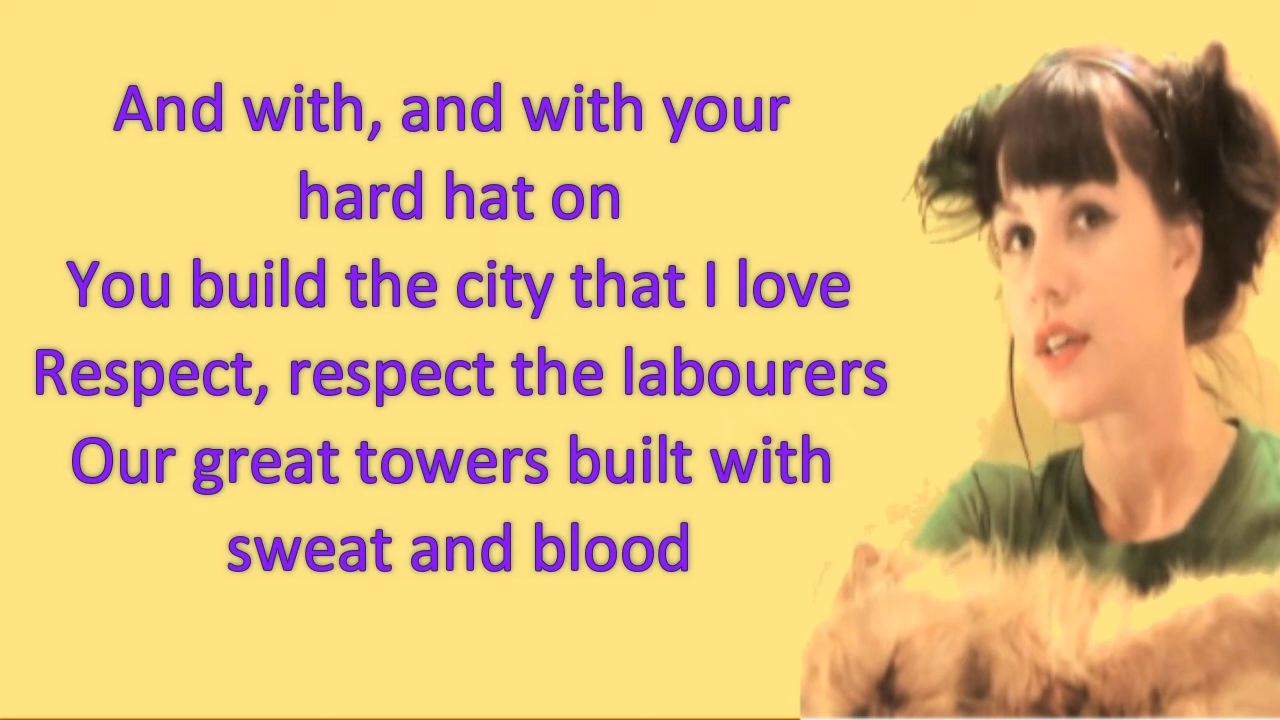 And with, and with your
hard hat on
You build the city that I love
Respect, respect the labourers
Our great towers built with
sweat and blood